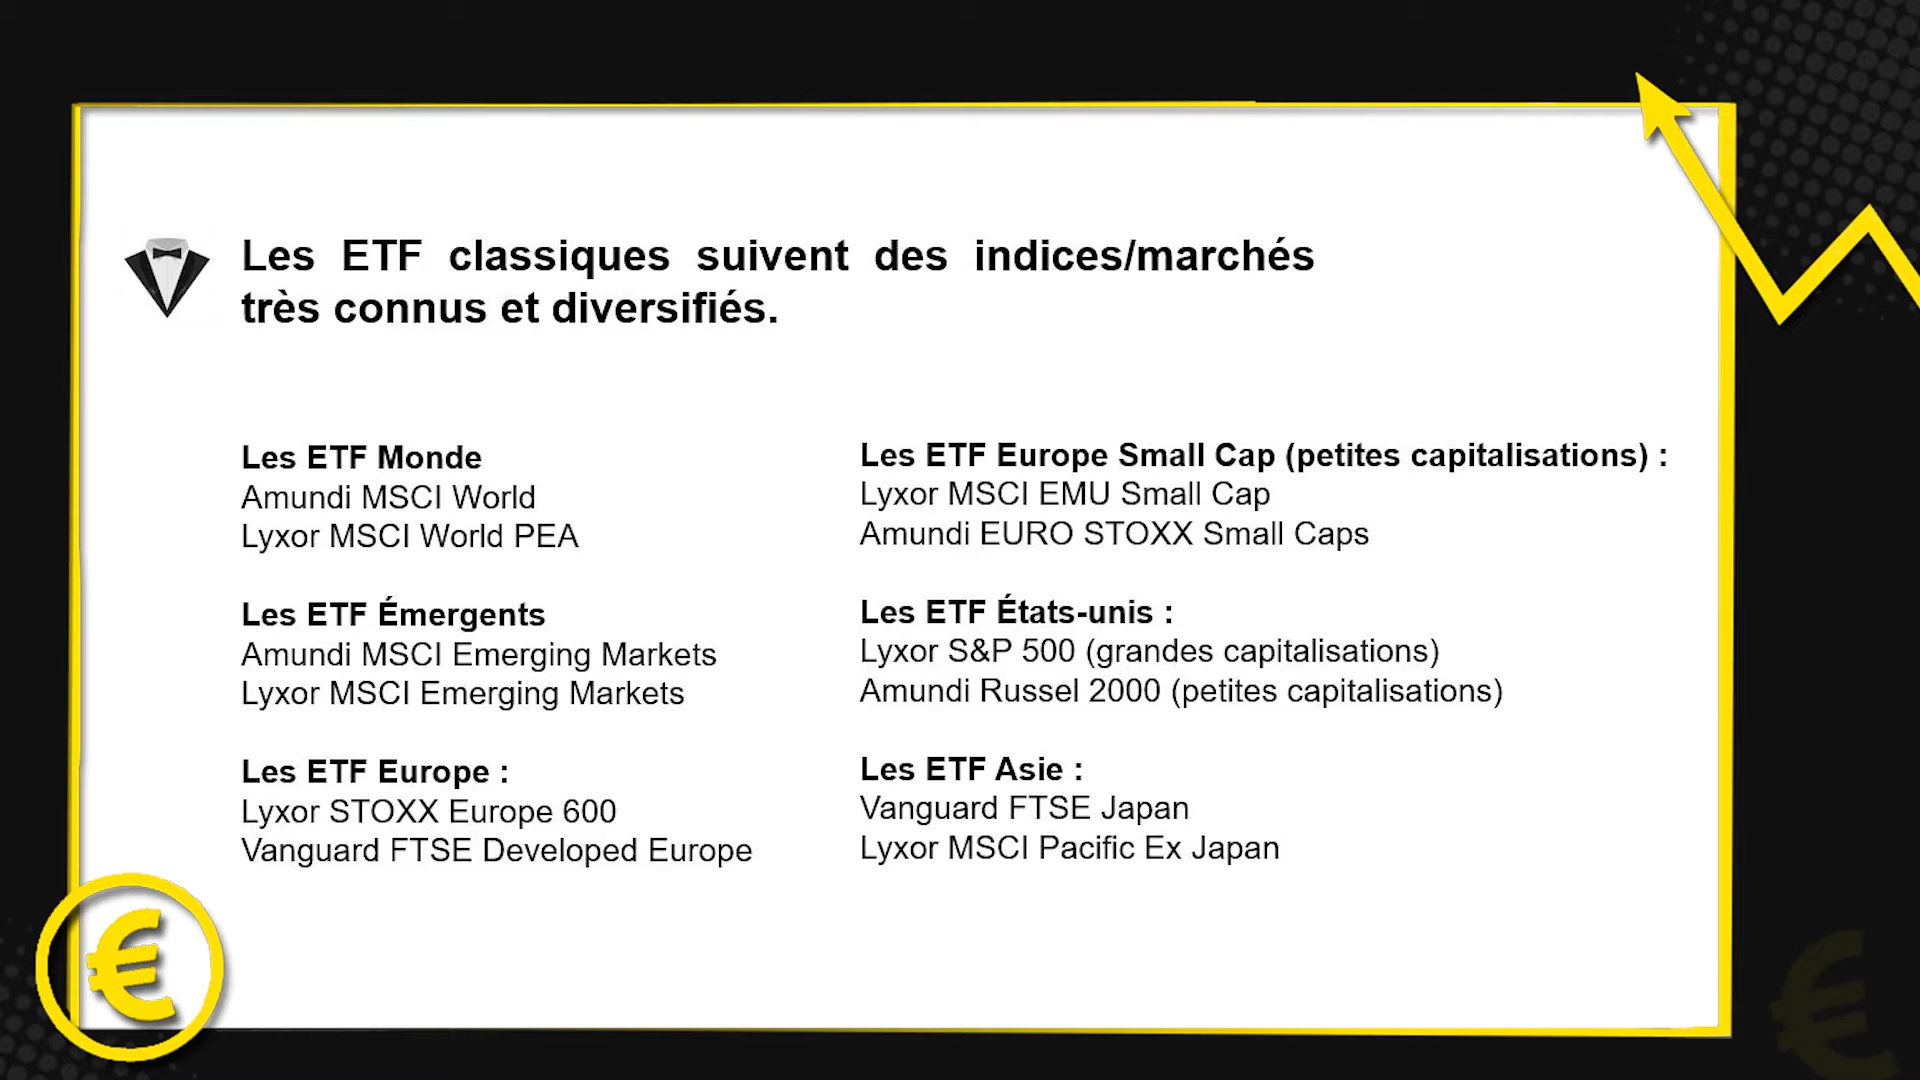 Les ETF classiques suivent des indices/marchés
très connus et diversifiés.
Les ETF Monde
Amundi MSCI World
Lyxor MSCI World PEA
Les ETF Émergents
Amundi MSCI Emerging Markets
Lyxor MSCI Emerging Markets
Les ETF Europe :
Lyxor STOXX Europe 600
Vanguard FTSE Developed Europe
Les ETF Europe Small Cap (petites capitalisations) :
Lyxor MSCI EMU Small Cap
Amundi EURO STOXX Small Caps
Les ETF États-unis :
Lyxor S&P 500 (grandes capitalisations)
Amundi Russel 2000 (petites capitalisations)
Les ETF Asie :
Vanguard FTSE Japan
Lyxor MSCI Pacific Ex Japan
€
€